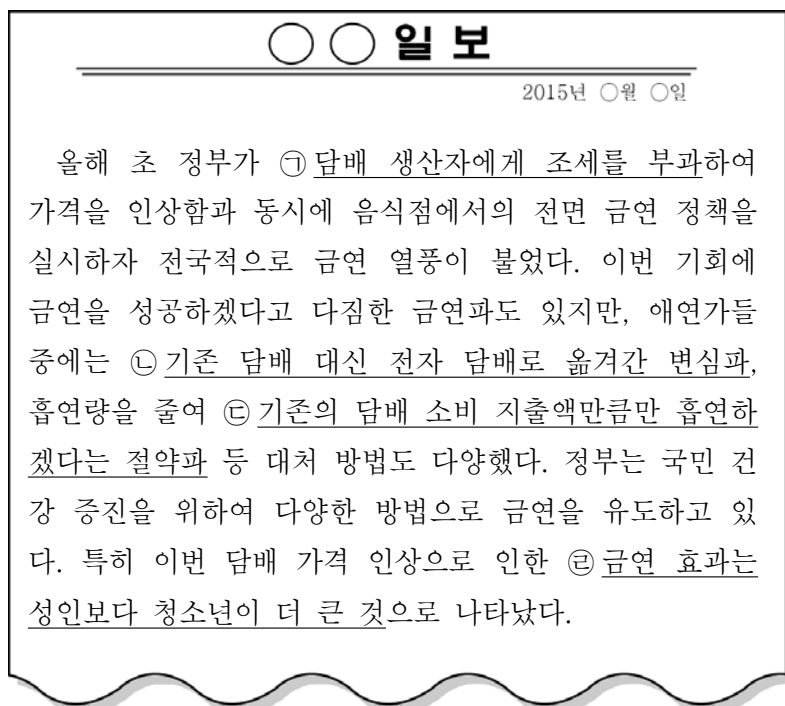 ○○일보
2015년 ○월 ○일
올해 초 정부가 ㉠담배 생산자에게 조세를 부과하여
가격을 인상함과 동시에 음식점에서의 전면 금연 정책을
실시하자 전국적으로 금연 열풍이 불었다. 이번 기회에
금연을 성공하겠다고 다짐한 금연파도 있지만, 애연가들
중에는 ㉡기존 담배 대신 전자 담배로 옮겨간 변심파,
흡연량을 줄여 ㉢기존의 담배 소비 지출액만큼만 흡연하
겠다는 절약파 등 대처 방법도 다양했다. 정부는 국민 건
강 증진을 위하여 다양한 방법으로 금연을 유도하고 있
다. 특히 이번 담배 가격 인상으로 인한 ㉣금연 효과는
성인보다 청소년이 더 큰 것으로 나타났다.